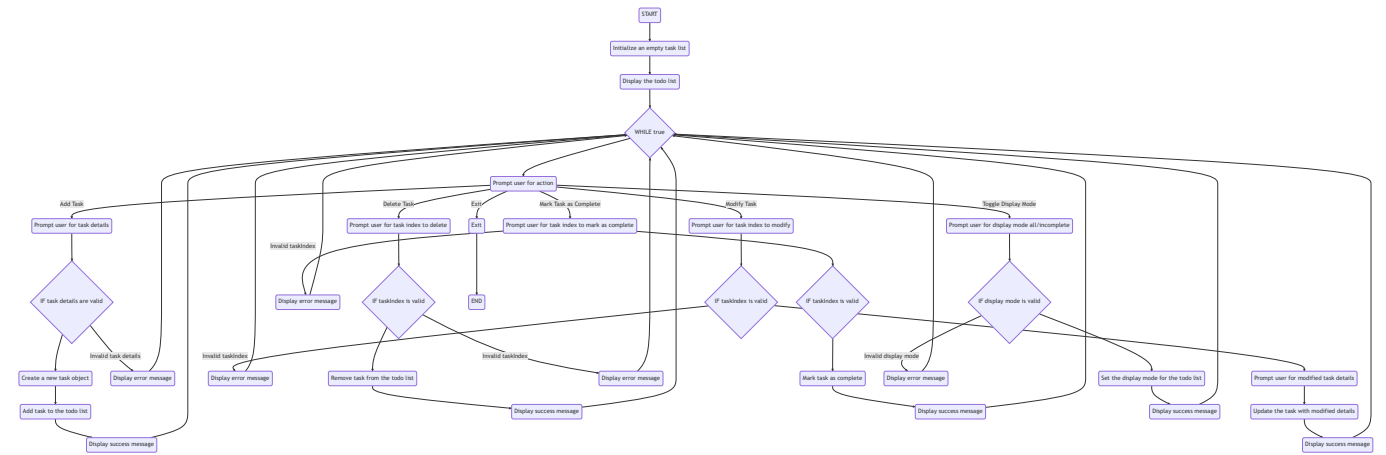 START
Initialize an empty task list
Display the todo list
WHILE true
Prompt user for action
Add Task
Delete Task
Exit
Mark Task as Complete
Modify Task
Toggle Display Mode
Prompt user for task details
Prompt user for task index to delete
Exit
Prompt user for task index to mark as complete
Prompt user for task index to modify
Prompt user for display mode all/incomplete
Invalid taskIndex
IF task details are valid
Display error message
IF taskIndex is valid
END
IF taskIndex is valid
IF taskIndex is valid
IF display mode is valid
Invalid task details
Invalid taskIndex
Invalid taskIndex
Invalid display mode
Create a new task object
Display error message
Display error message
Remove task from the todo list
Display error message
Mark task as complete
Display error message
Set the display mode for the todo list
Prompt user for modified task details
Add task to the todo list
Display success message
Display success message
Display success message
Update the task with modified details
Display success message
Display success message